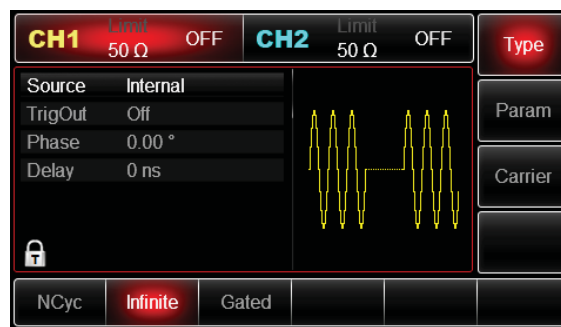 CH1 Limit 50 Ω OFF CH2 Limit 50 Ω OFF Type
Source Internal
TrigOut Off
Param
Phase 0.00 °
Delay 0 ns
Carrier
T
NCyc Infinite Gated